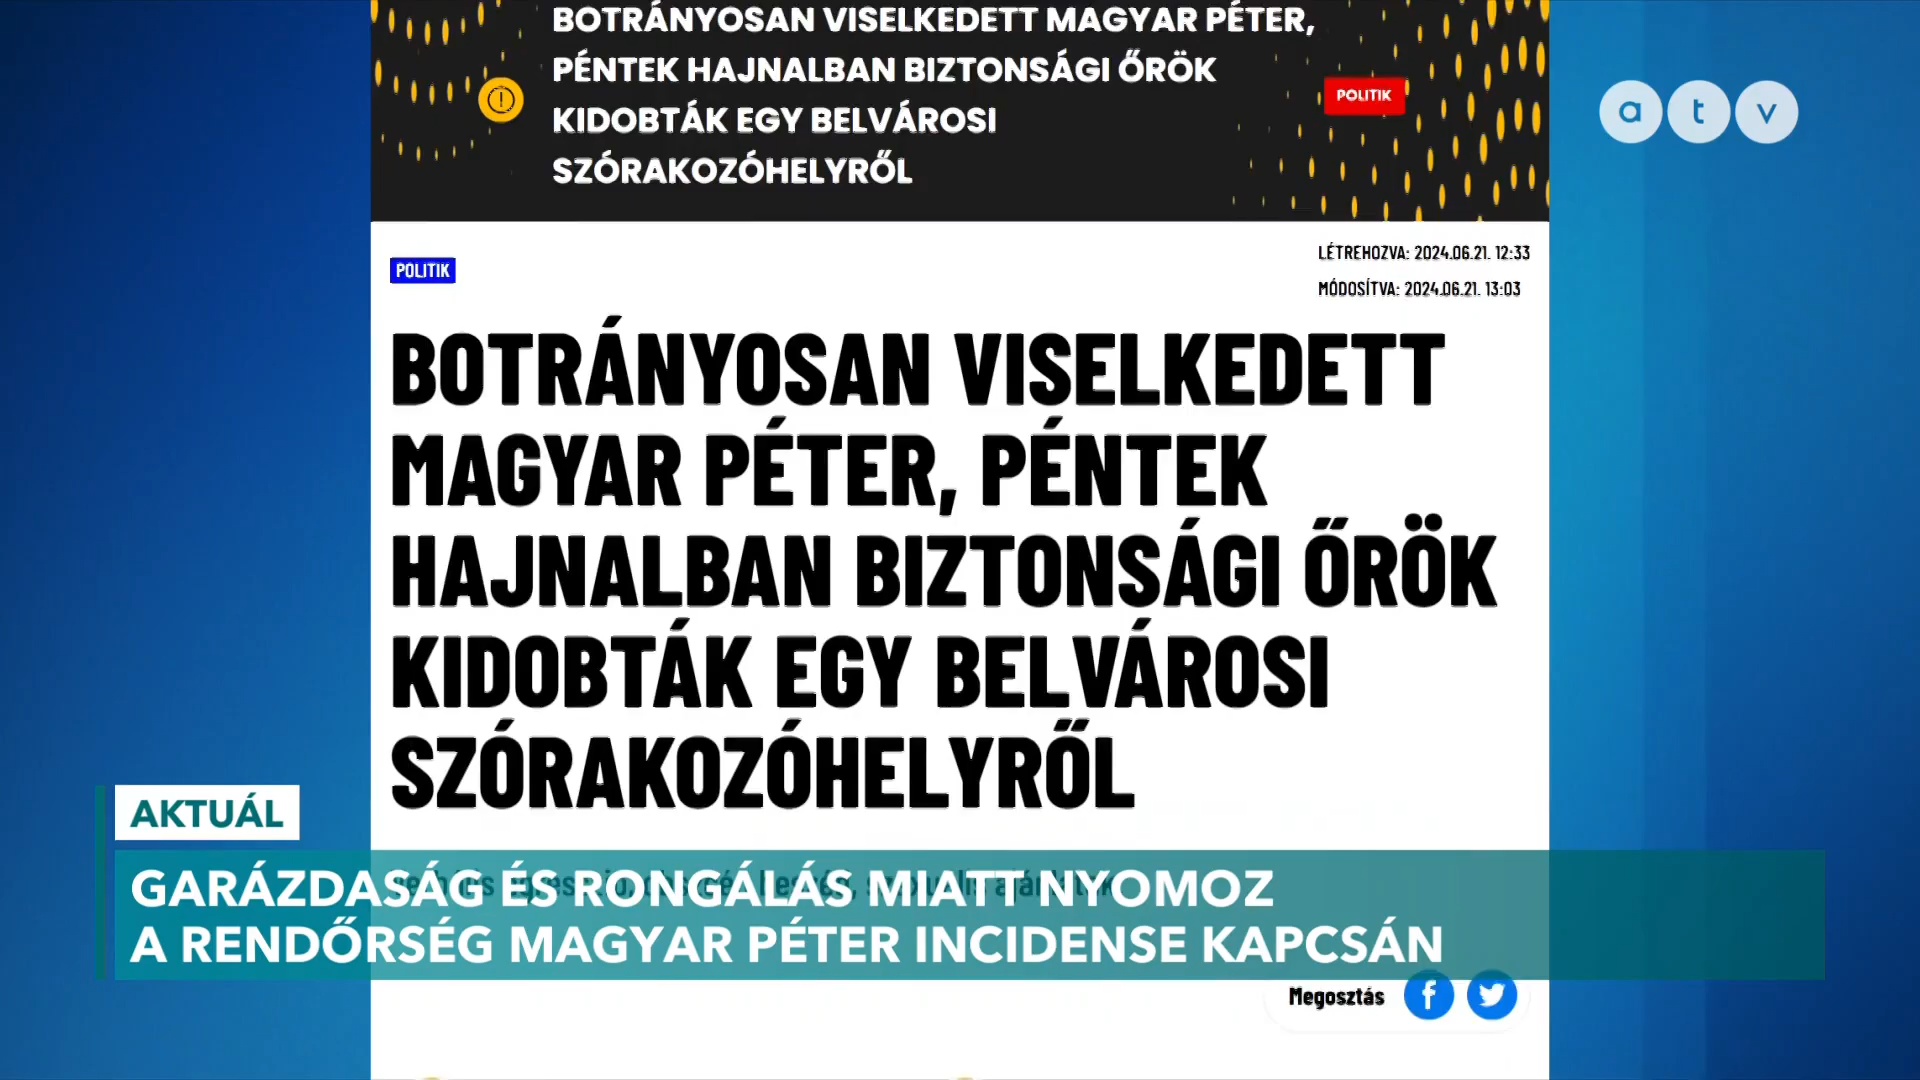 BOTRÁNYOSAN VISELKEDETT MAGYAR PÉTER,
PÉNTEK HAJNALBAN BIZTONSÁGI ŐRÖK
KIDOBTÁK EGY BELVÁROSI
SZÓRAKOZÓHELYRŐL
POLITIK
a t v
POLITIK
LÉTREHOZVA: 2024.06.21. 12:33
MÓDOSÍTVA: 2024.06.21. 13:03
BOTRÁNYOSAN VISELKEDETT
MAGYAR PÉTER, PÉNTEK
HAJNALBAN BIZTONSÁGI ŐRÖK
KIDOBTÁK EGY BELVÁROSI
SZÓRAKOZÓHELYRŐL
AKTUÁL
GARÁZDASÁG ÉS RONGÁLÁS MIATT NYOMOZ
A RENDŐRSÉG MAGYAR PÉTER INCIDENSE KAPCSÁN
Megosztás